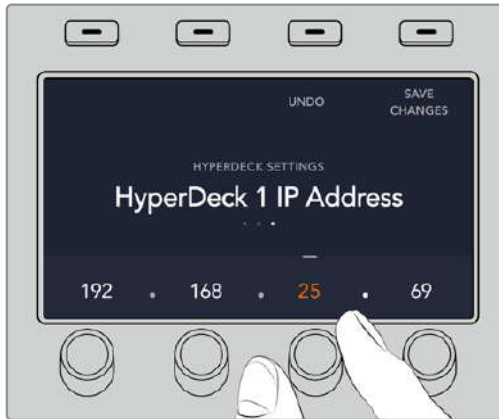 UNDO
SAVE
CHANGES
HYPERDECK SETTINGS
HyperDeck 1 IP Address
192 . 168 . 25 . 69